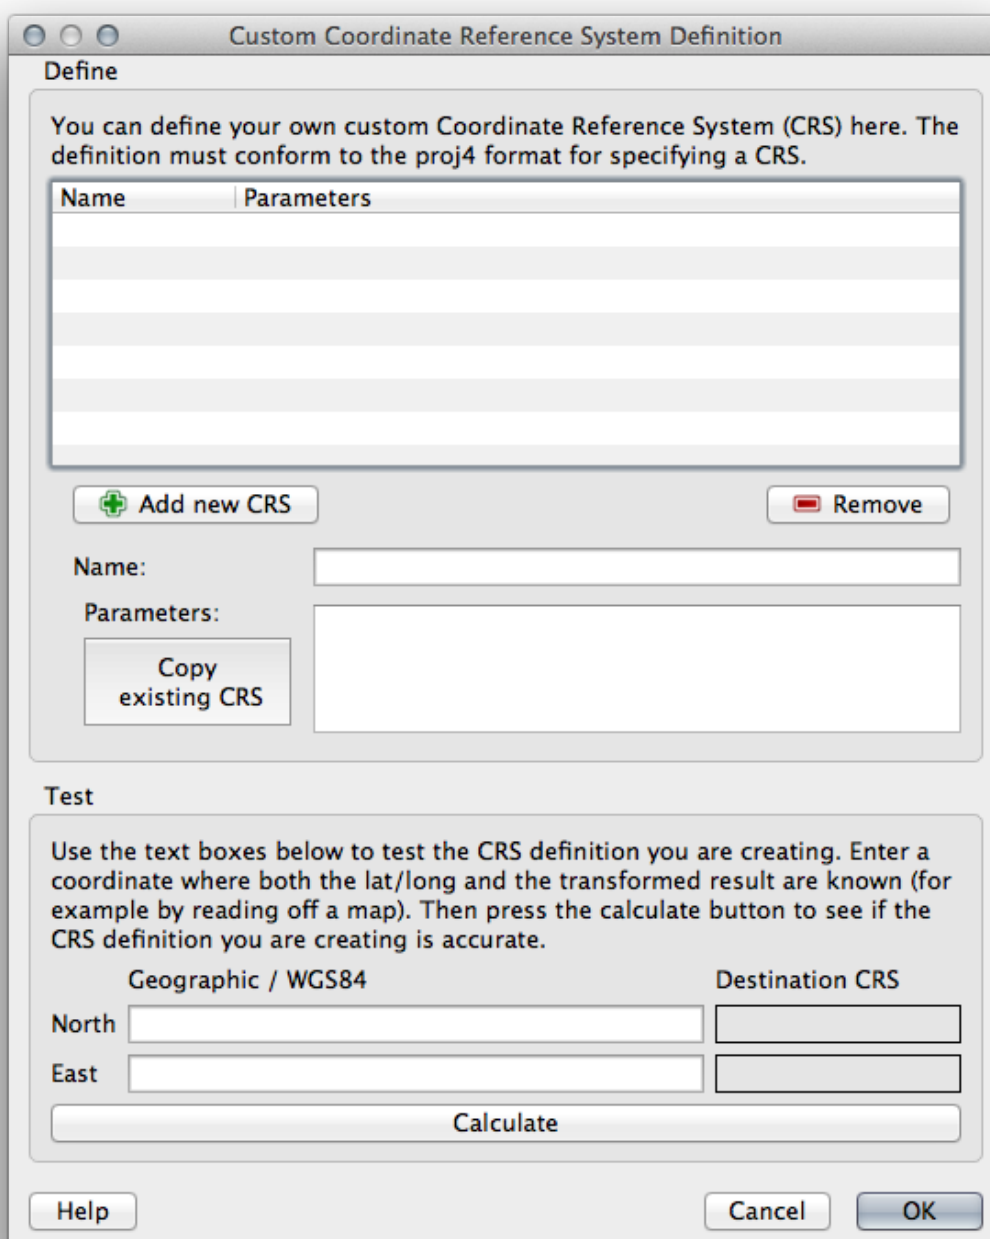 Custom Coordinate Reference System Definition
Define
You can define your own custom Coordinate Reference System (CRS) here. The
definition must conform to the proj4 format for specifying a CRS.
Name Parameters
Add new CRS Remove
Name:
Parameters:
Copy
existing CRS
Test
Use the text boxes below to test the CRS definition you are creating. Enter a
coordinate where both the lat/long and the transformed result are known (for
example by reading off a map). Then press the calculate button to see if the
CRS definition you are creating is accurate.
Geographic / WGS84 Destination CRS
North
East
Calculate
Help Cancel OK